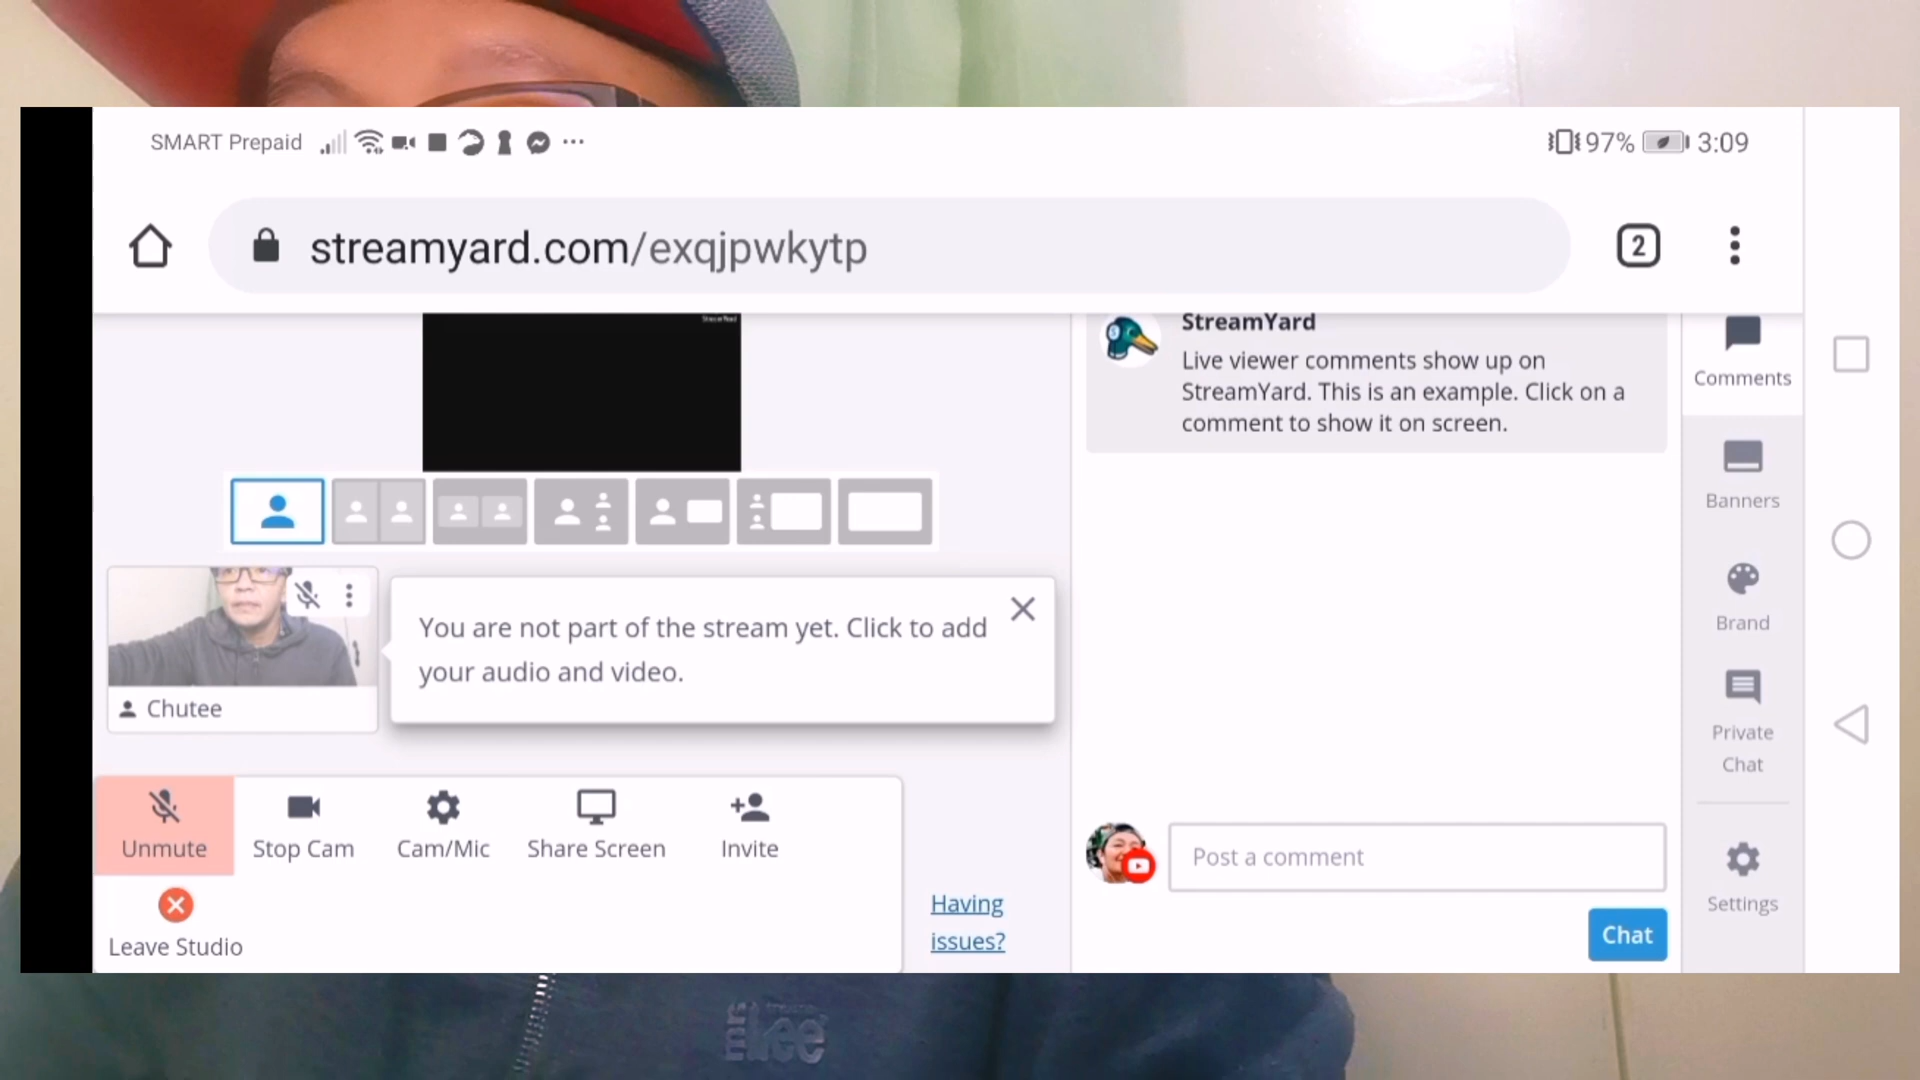 SMART Prepaid
97% 3:09
streamyard.com/exqjpwkytp
2
StreamYard
StreamYard
Live viewer comments show up on
StreamYard. This is an example. Click on a
comment to show it on screen.
Comments
Banners
Brand
Private
Chat
Settings
You are not part of the stream yet. Click to add
your audio and video.
Chutee
Unmute
Stop Cam
Cam/Mic
Share Screen
Invite
Leave Studio
Having
issues?
Post a comment
Chat
Lee